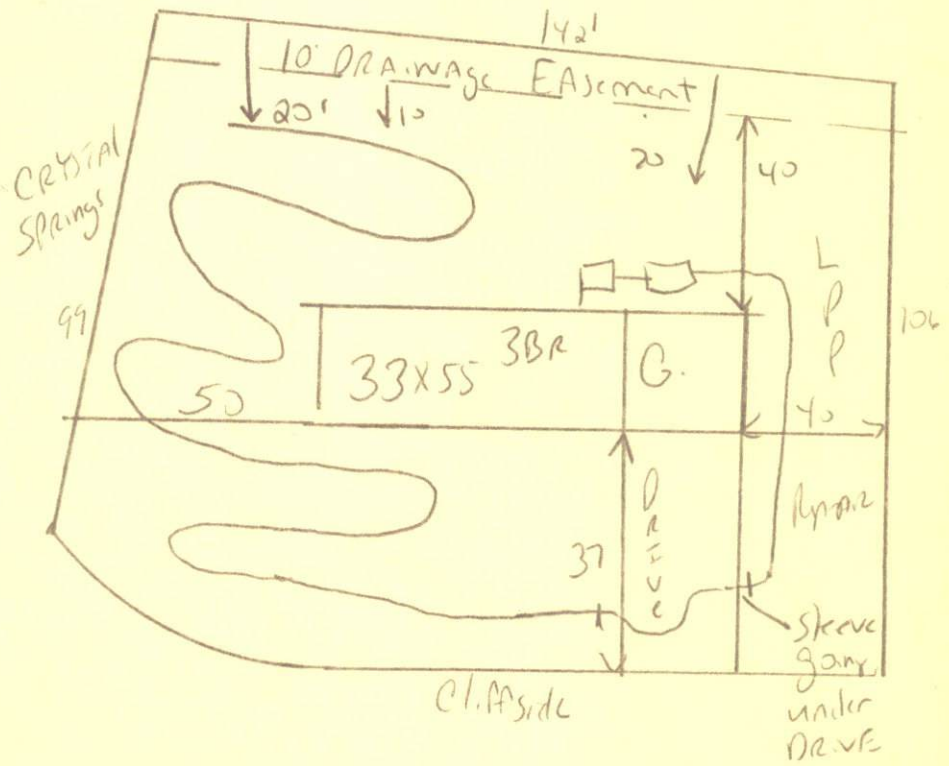 142'
10' DRAINAGE EASEMENT
20'
10
20
40
CRYSTAL
SPRINGS
99
L
P
P
106
3BR
33X55
G.
50
40
DRIVE
Repair
37
Sleeve
going
under
DRIVE
Cliffside